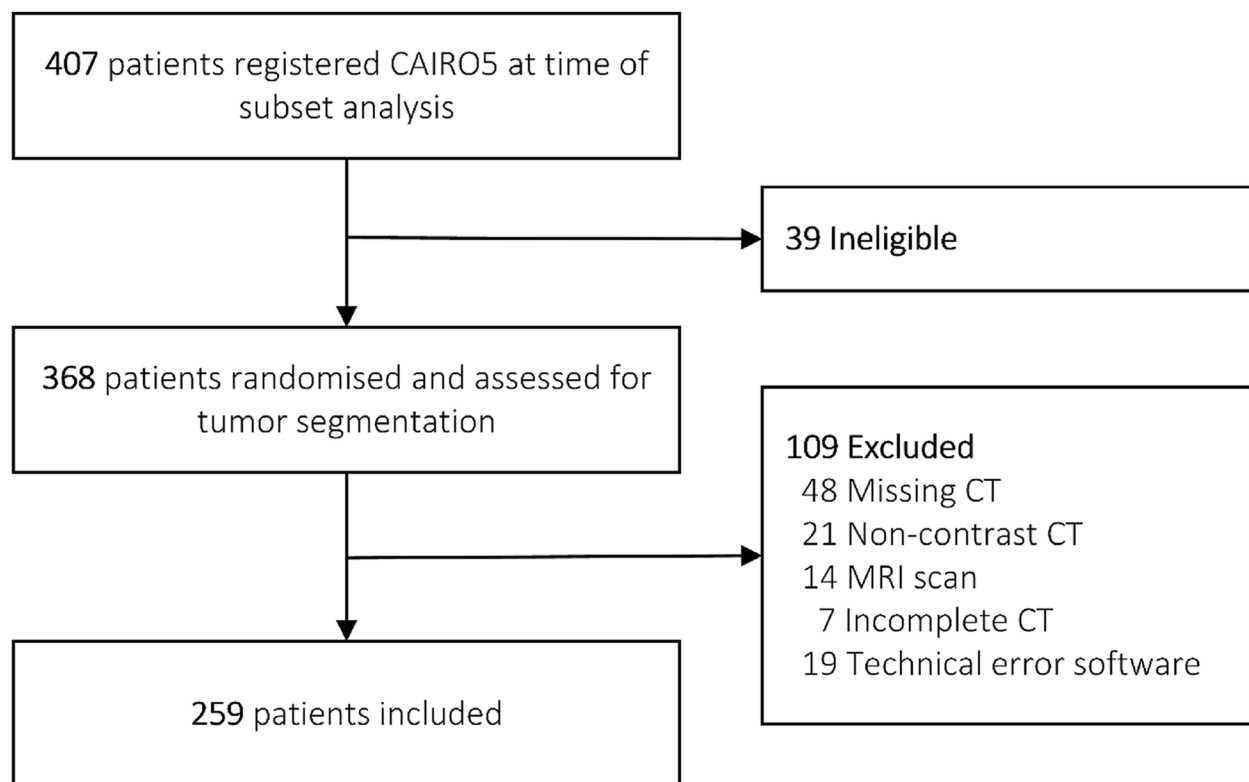 407 patients registered CAIRO5 at time of
subset analysis
39 Ineligible
368 patients randomised and assessed for
tumor segmentation
109 Excluded
48 Missing CT
21 Non-contrast CT
14 MRI scan
7 Incomplete CT
19 Technical error software
259 patients included